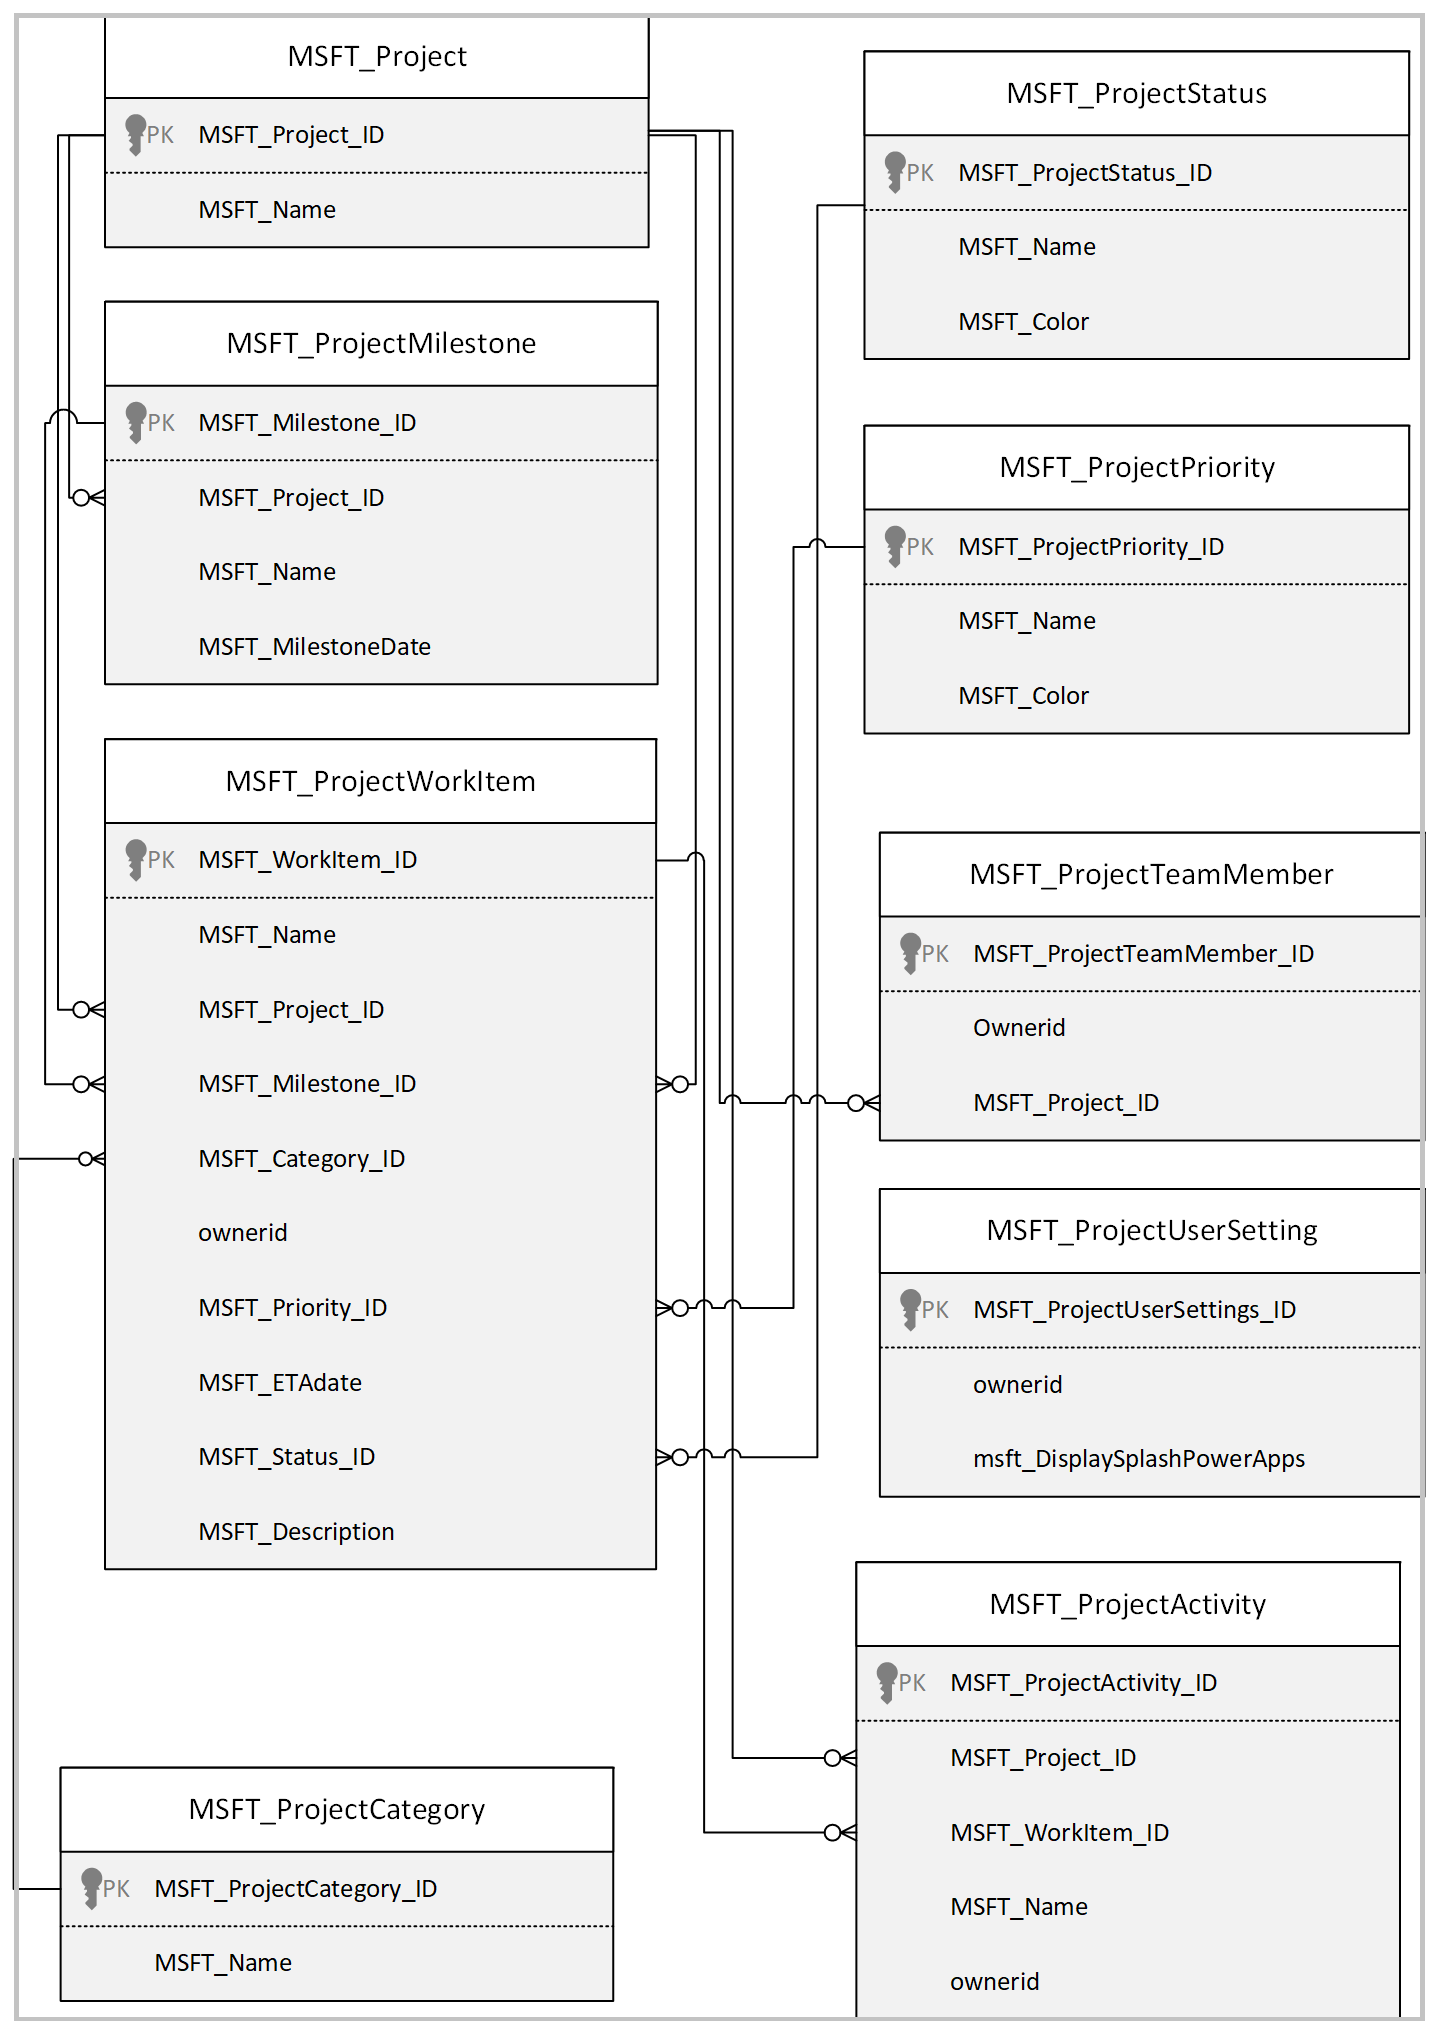 MSFT_Project
PK MSFT_Project_ID
MSFT_Name
MSFT_ProjectMilestone
PK MSFT_Milestone_ID
MSFT_Project_ID
MSFT_Name
MSFT_MilestoneDate
MSFT_ProjectWorkItem
PK MSFT_WorkItem_ID
MSFT_Name
MSFT_Project_ID
MSFT_Milestone_ID
MSFT_Category_ID
ownerid
MSFT_Priority_ID
MSFT_ETAdate
MSFT_Status_ID
MSFT_Description
MSFT_ProjectCategory
PK MSFT_ProjectCategory_ID
MSFT_Name
MSFT_ProjectStatus
PK MSFT_ProjectStatus_ID
MSFT_Name
MSFT_Color
MSFT_ProjectPriority
PK MSFT_ProjectPriority_ID
MSFT_Name
MSFT_Color
MSFT_ProjectTeamMember
PK MSFT_ProjectTeamMember_ID
Ownerid
MSFT_Project_ID
MSFT_ProjectUserSetting
PK MSFT_ProjectUserSettings_ID
ownerid
msft_DisplaySplashPowerApps
MSFT_ProjectActivity
PK MSFT_ProjectActivity_ID
MSFT_Project_ID
MSFT_WorkItem_ID
MSFT_Name
ownerid